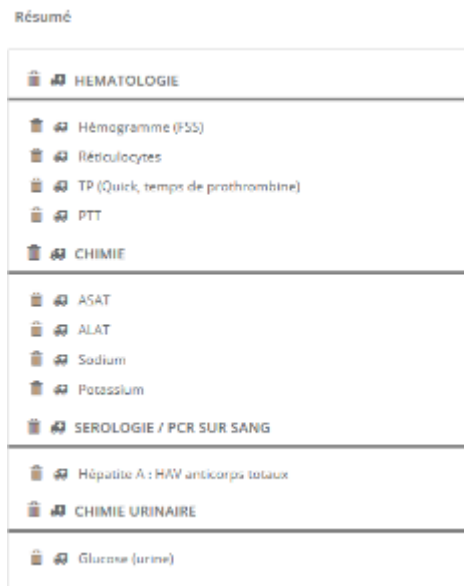 Résumé
HEMATOLOGIE
Hémogramme (FSS)
Réticulocytes
TP (Quick, temps de prothrombine)
PTT
CHIMIE
ASAT
ALAT
Sodium
Potassium
SEROLOGIE / PCR SUR SANG
Hépatite A : HAV anticorps totaux
CHIMIE URINAIRE
Glucose (urine)